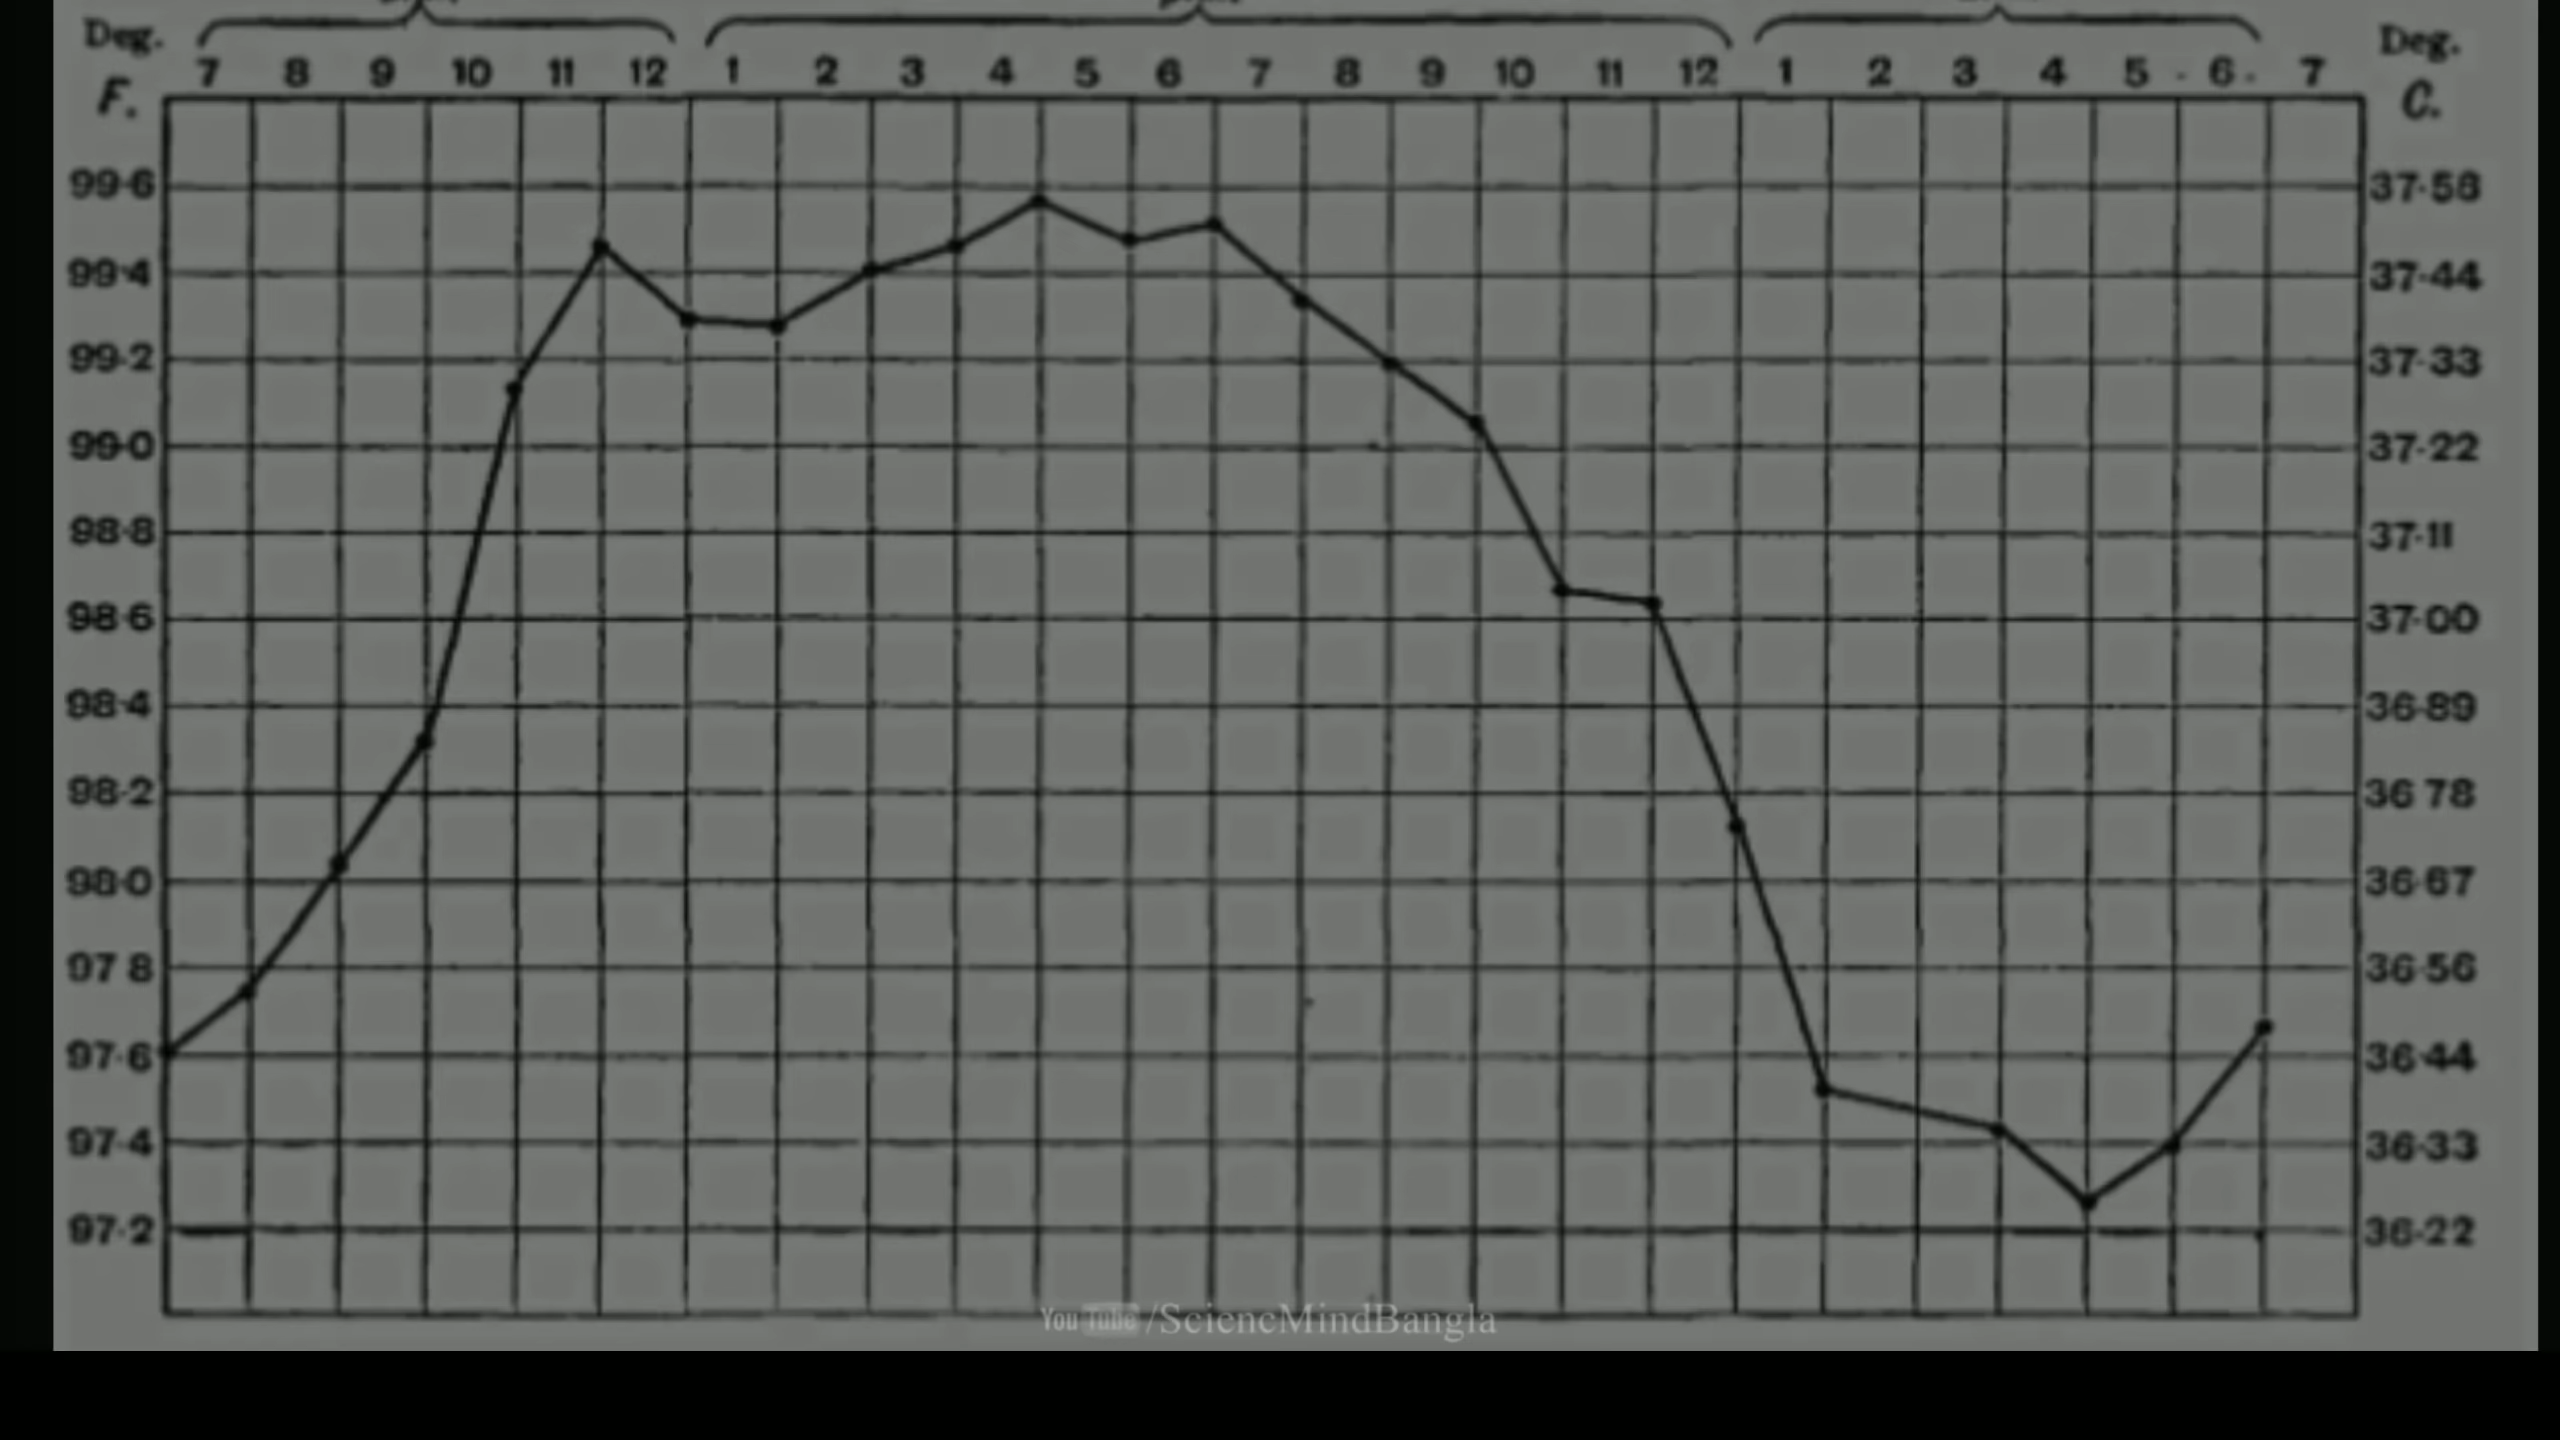 Deg. Deg.
7 8 9 10 11 12 1 2 3 4 5 6 7 8 9 10 11 12 1 2 3 4 5 6 7
F. C.
99·6 37·58
99·4 37·44
99·2 37·33
99·0 37·22
98·8 37·11
98·6 37·00
98·4 36·89
98·2 36 78
98·0 36·67
97 8 36·56
97·6 36·44
97·4 36·33
97·2 36·22
You Tube /SciencMindBangla